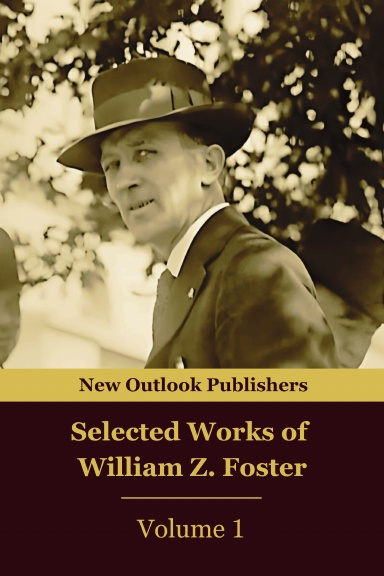 New Outlook Publishers
Selected Works of
William Z. Foster
Volume 1